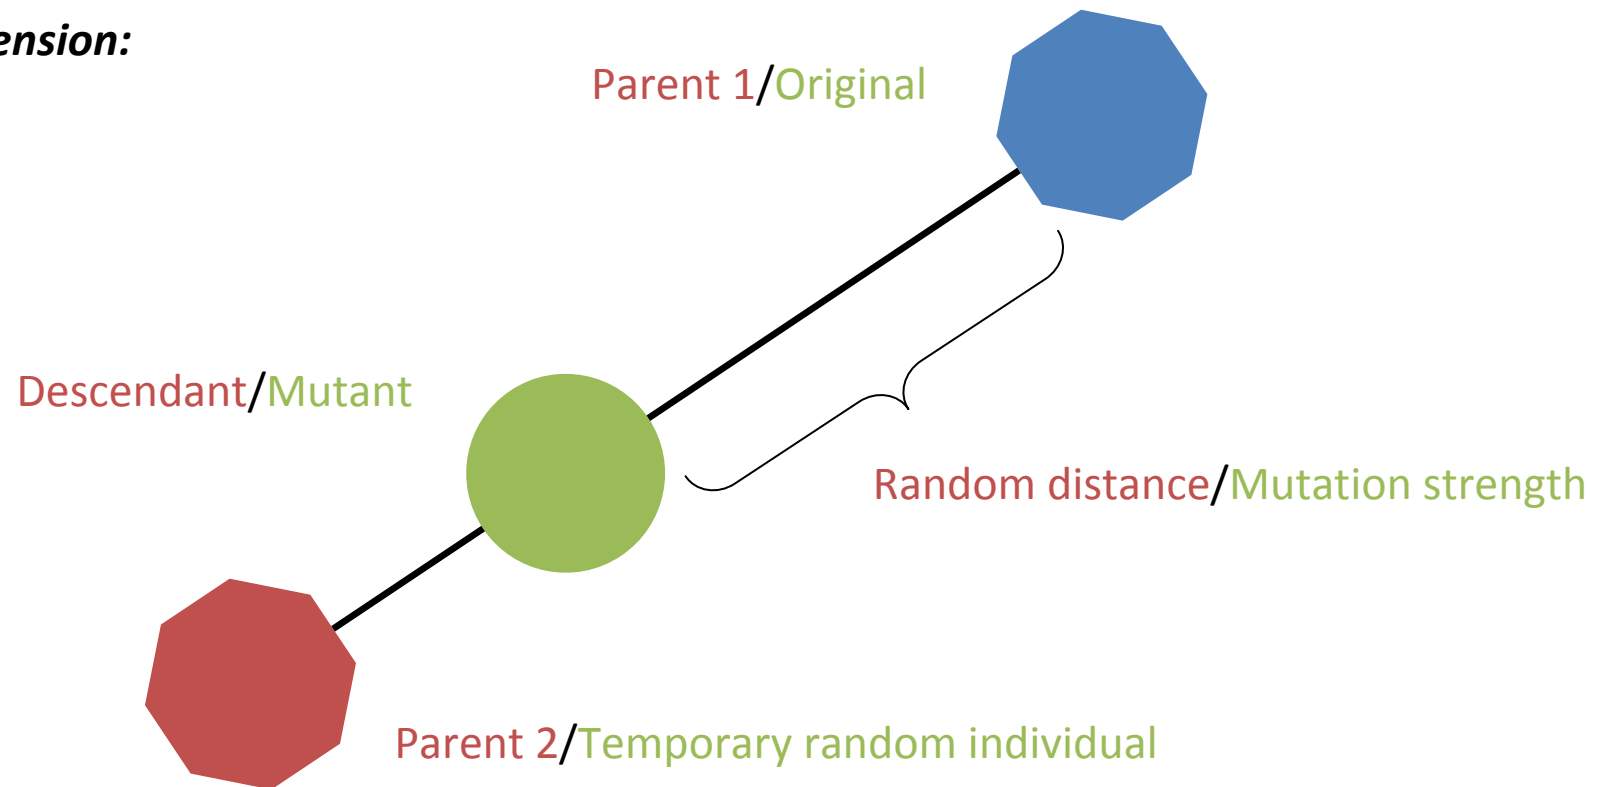 ension:
Parent 1/Original
Descendant/Mutant
Random distance/Mutation strength
Parent 2/Temporary random individual